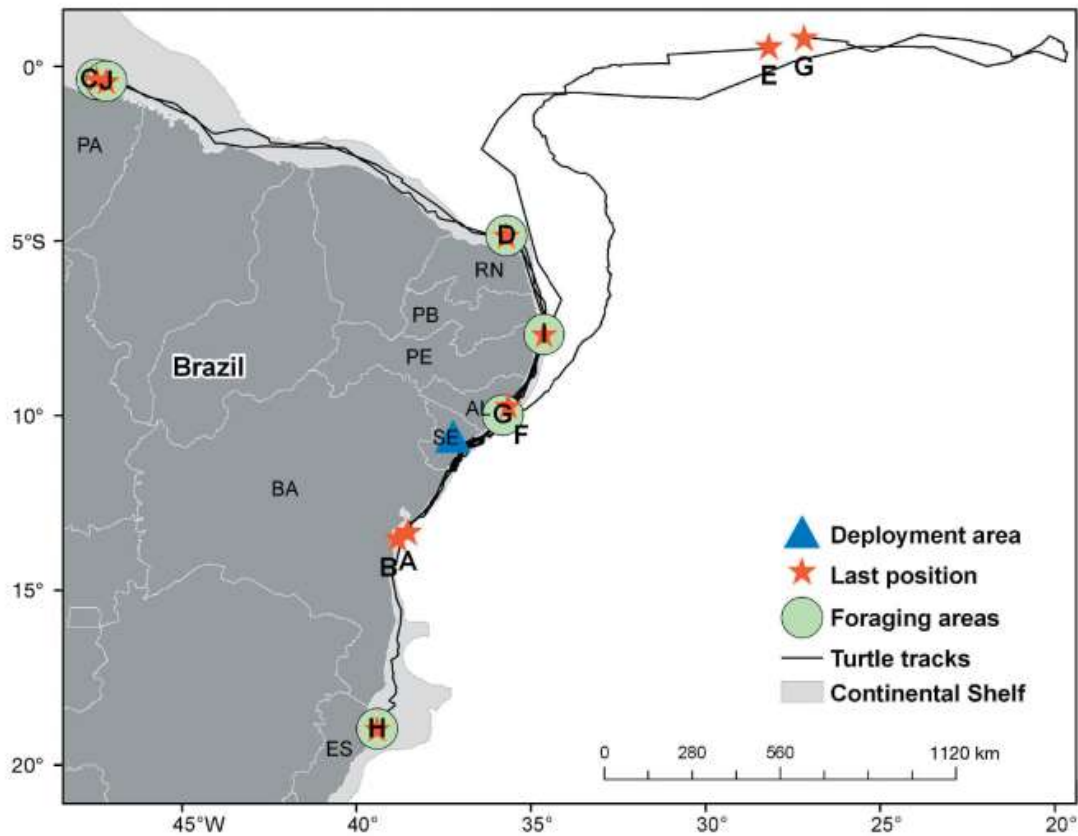 E
G
0°
C J
PA
5°S
D
RN
PB
I
PE
Brazil
10°
AL
G
F
SE
BA
B
A
15°
H
ES
20°
Deployment area
Last position
Foraging areas
Turtle tracks
Continental Shelf
0 280 560 1120 km
45°W 40° 35° 30° 25° 20°